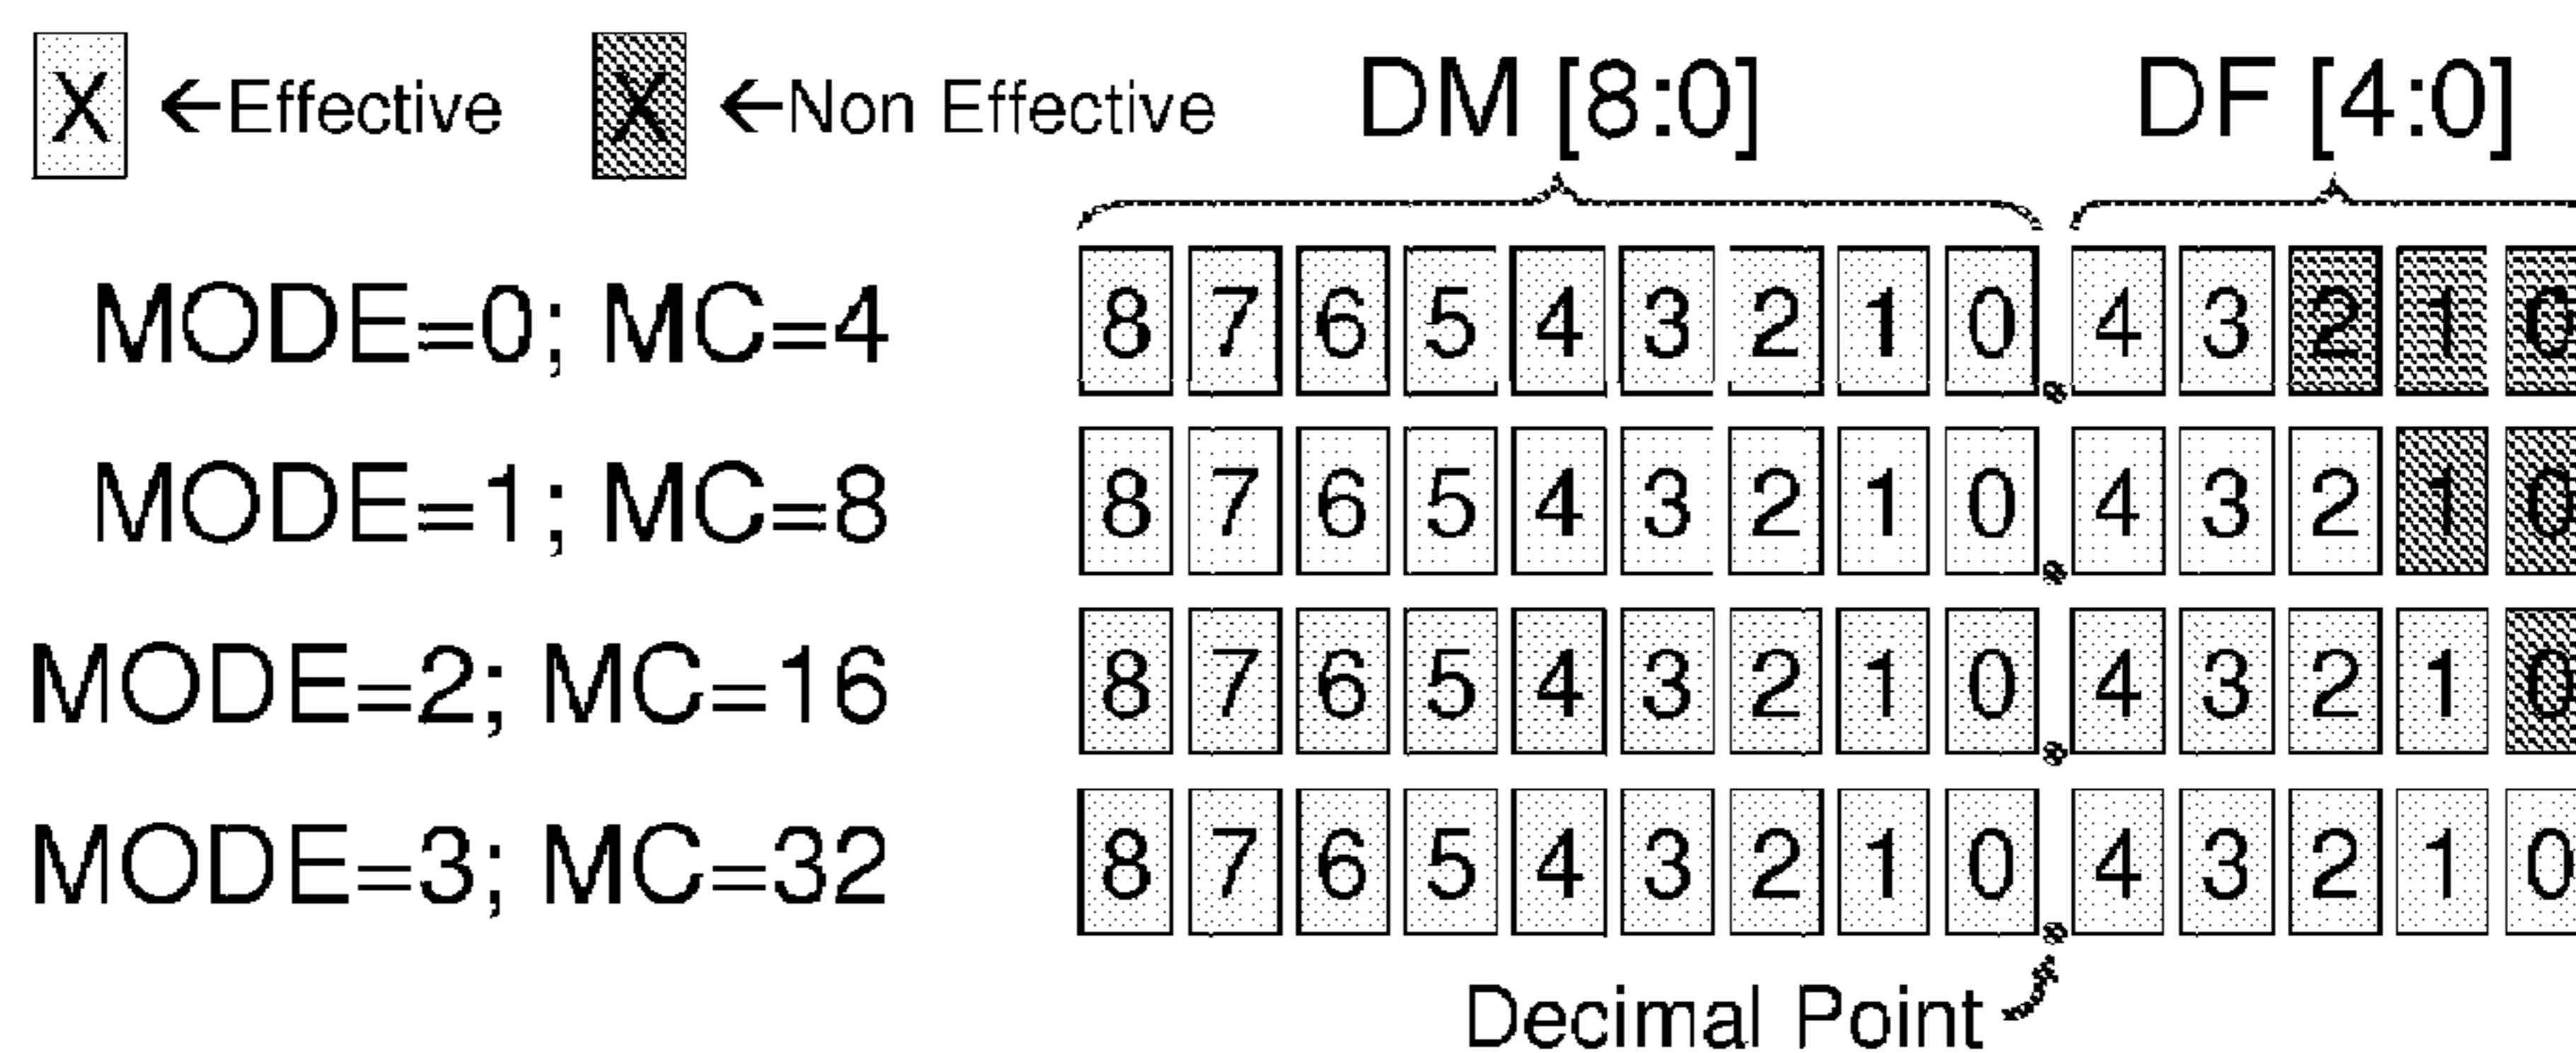 X ←Effective X ←Non Effective DM [8:0] DF [4:0]
MODE=0; MC=4 8 7 6 5 4 3 2 1 0 . 4 3 2 1 0
MODE=1; MC=8 8 7 6 5 4 3 2 1 0 . 4 3 2 1 0
MODE=2; MC=16 8 7 6 5 4 3 2 1 0 . 4 3 2 1 0
MODE=3; MC=32 8 7 6 5 4 3 2 1 0 . 4 3 2 1 0
Decimal Point